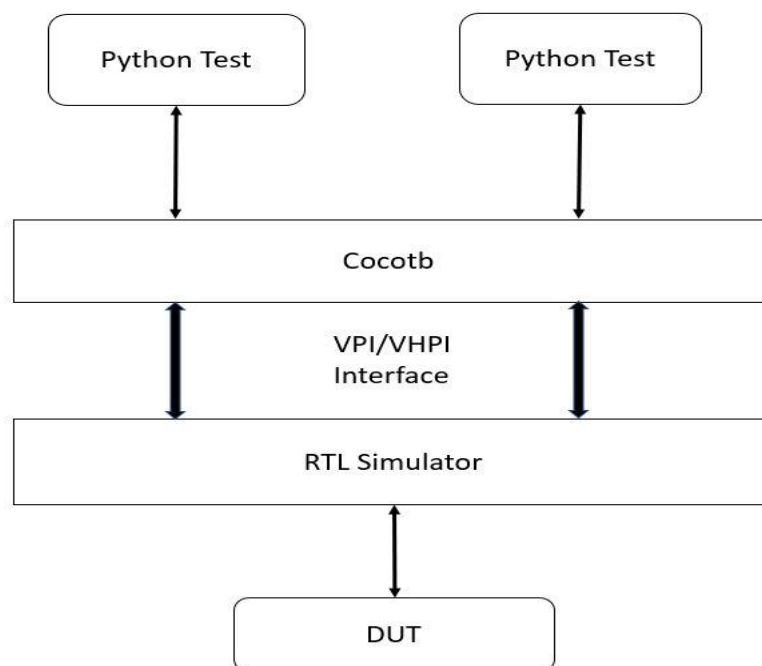 Python Test
Python Test
Cocotb
VPI/VHPI
Interface
RTL Simulator
DUT